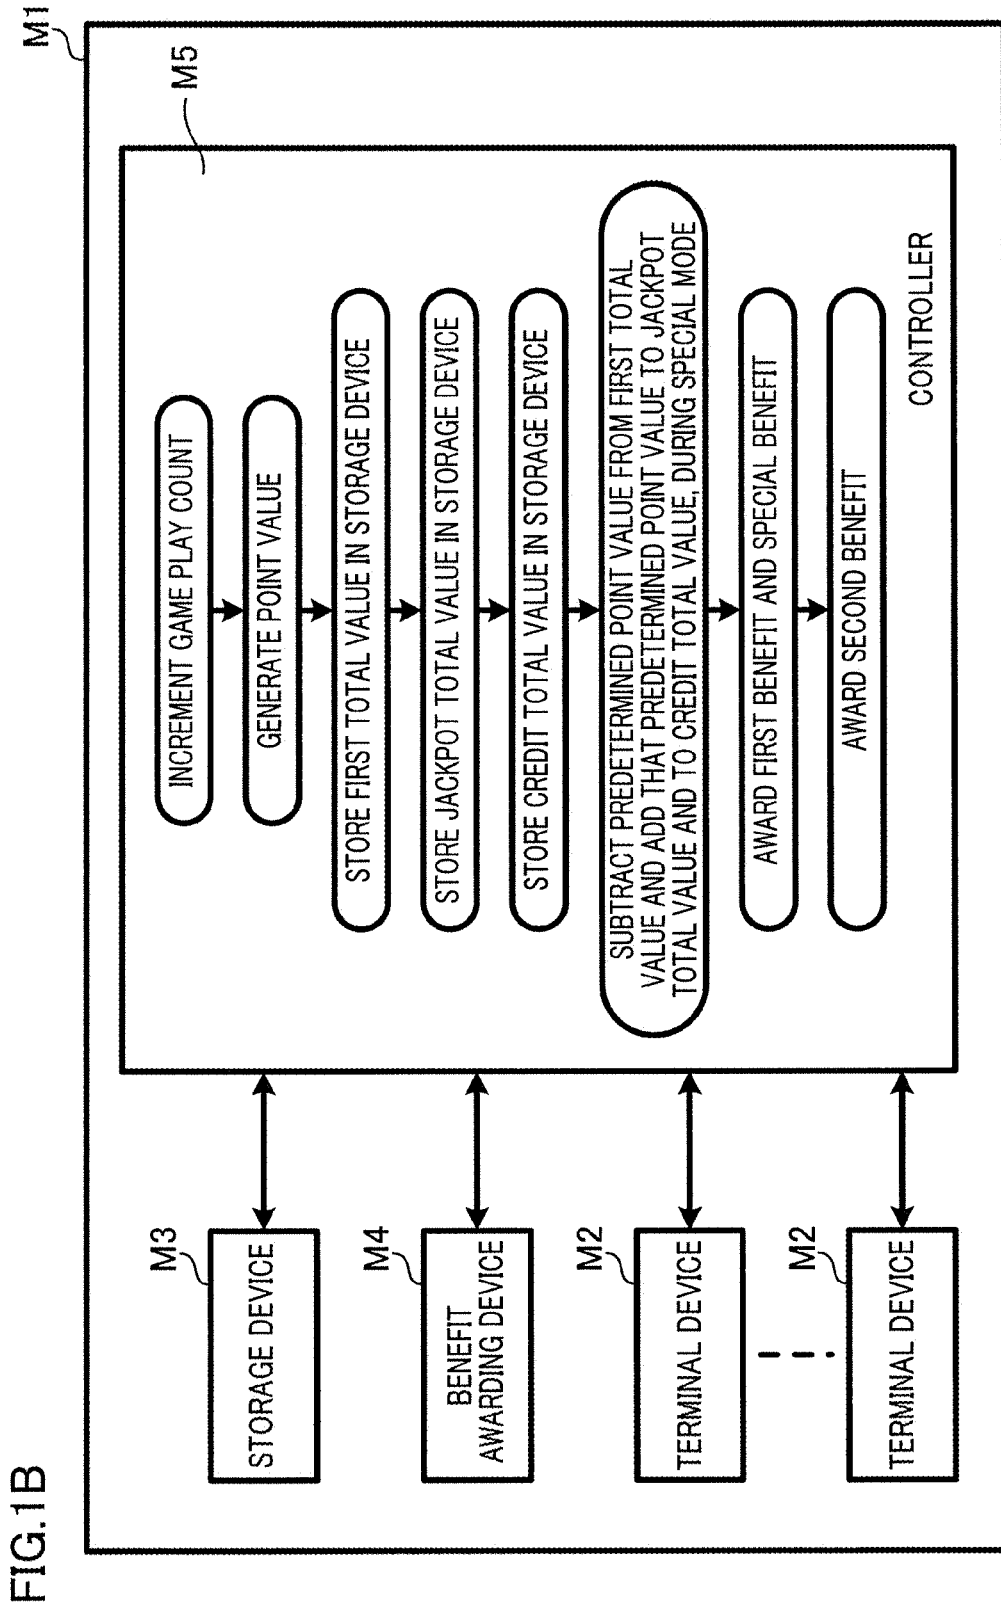 FIG.1B
M1
M3
STORAGE DEVICE
M4
BENEFIT
AWARDING DEVICE
M2
TERMINAL DEVICE
M2
TERMINAL DEVICE
M5
INCREMENT GAME PLAY COUNT
GENERATE POINT VALUE
STORE FIRST TOTAL VALUE IN STORAGE DEVICE
STORE JACKPOT TOTAL VALUE IN STORAGE DEVICE
STORE CREDIT TOTAL VALUE IN STORAGE DEVICE
SUBTRACT PREDETERMINED POINT VALUE FROM FIRST TOTAL
VALUE AND ADD THAT PREDETERMINED POINT VALUE TO JACKPOT
TOTAL VALUE AND TO CREDIT TOTAL VALUE, DURING SPECIAL MODE
AWARD FIRST BENEFIT AND SPECIAL BENEFIT
AWARD SECOND BENEFIT
CONTROLLER